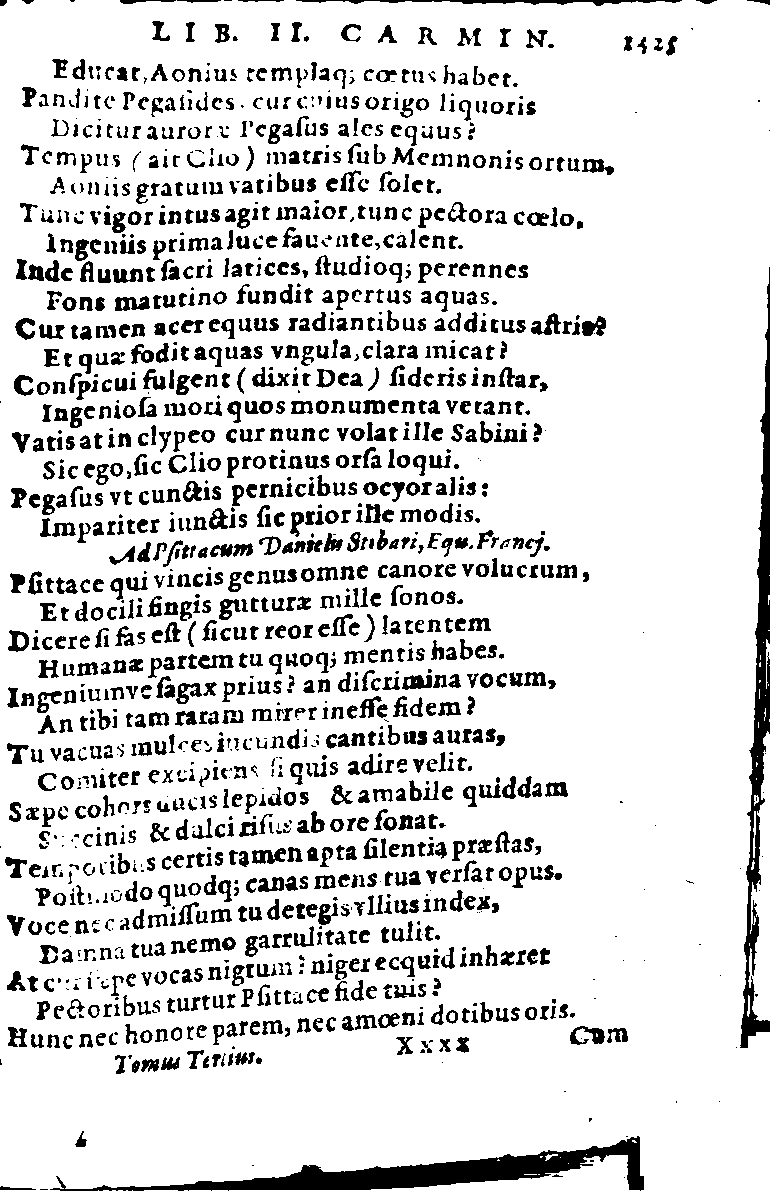 LIB. II. CARMIN. 1425
Educat, Aonius templaq; cœtus habet.
Pandite Pegaſides, cur cuius origo liquoris
Dicitur auroræ Pegaſus ales equus?
Tempus (ait Clio) matris ſub Memnonis ortum,
Aoniis gratum vatibus eſſe ſolet.
Tunc vigor intus agit maior, tunc pectora cœlo,
Ingeniis prima luce fauente, calent.
Inde fluunt ſacri latices, ſtudioq; perennes
Fons matutino fundit apertus aquas.
Cur tamen acer equus radiantibus additus aſtris?
Et quæ fodit aquas vngula, clara micat?
Conſpicui fulgent (dixit Dea) ſideris inſtar,
Ingenioſa mori quos monumenta vetant.
Vatis at in clypeo cur nunc volat ille Sabini?
Sic ego, ſic Clio protinus orſa loqui.
Pegaſus vt cunctis pernicibus ocyor alis:
Impariter iunctis ſic prior ille modis.
Ad Pſittacum Danielis Stibari, Equ. Franci.
Pſittace qui vincis genus omne canore volucrum,
Et docili fingis gutturæ mille ſonos.
Dicere ſi fas eſt (ſicut reor eſſe) latentem
Humanæ partem tu quoq; mentis habes.
Ingeniumve ſagax prius? an diſcrimina vocum,
An tibi tam raram mirer ineſſe fidem?
Tu vacuas mulces iucundis cantibus auras,
Comiter excipiens ſi quis adire velit.
Sæpe cohors ducis lepidos & amabile quiddam
Succinis & dulci riſus ab ore ſonat.
Temporibus certis tamen apta ſilentia præſtas,
Poſtmodo quodq; canas mens tua verſat opus.
Voce nec admiſſum tu detegis vllius index,
Damna tua nemo garrulitate tulit.
At cur ſæpe vocas nigrum? niger ecquid inhæret
Pectoribus turtur Pſittace fide tuis?
Hunc nec honore parem, nec amœni dotibus oris.
Tomus Tertius. Xxxx Cum